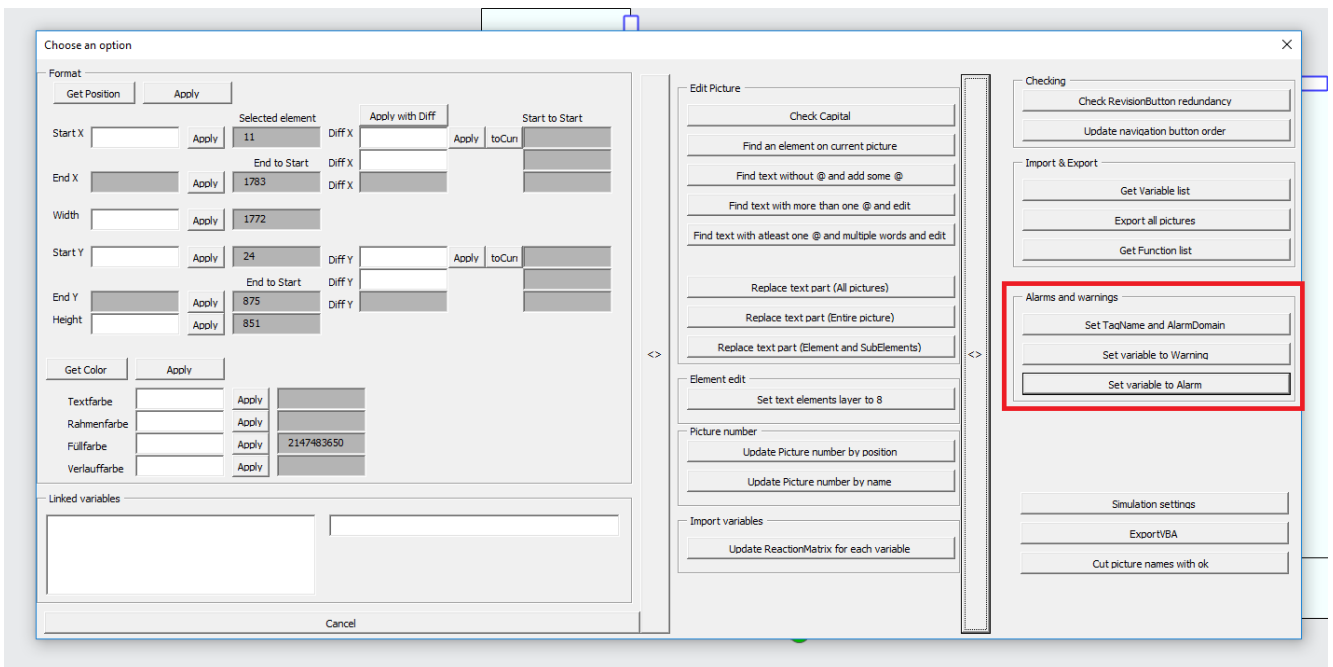 Choose an option
Format
Get Position Apply
Selected element Apply with Diff Start to Start
Start X Apply 11 Diff X Apply toCun
End to Start Diff X
End X Apply 1783 Diff X
Width Apply 1772
Start Y Apply 24 Diff Y Apply toCun
End to Start Diff Y
End Y Apply 875 Diff Y
Height Apply 851
Get Color Apply
Textfarbe Apply
Rahmenfarbe Apply
Füllfarbe Apply 2147483650
Verlauffarbe Apply
Linked variables
Cancel
<>
Edit Picture
Check Capital
Find an element on current picture
Find text without @ and add some @
Find text with more than one @ and edit
Find text with atleast one @ and multiple words and edit
Replace text part (All pictures)
Replace text part (Entire picture)
Replace text part (Element and SubElements)
Element edit
Set text elements layer to 8
Picture number
Update Picture number by position
Update Picture number by name
Import variables
Update ReactionMatrix for each variable
<>
Checking
Check RevisionButton redundancy
Update navigation button order
Import & Export
Get Variable list
Export all pictures
Get Function list
Alarms and warnings
Set TagName and AlarmDomain
Set variable to Warning
Set variable to Alarm
Simulation settings
ExportVBA
Cut picture names with ok